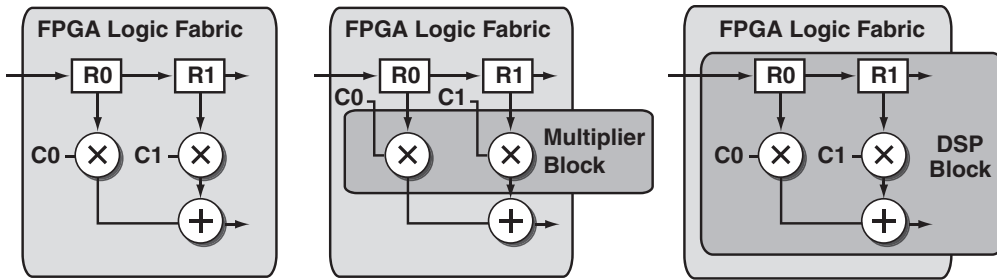 FPGA Logic Fabric
R0
R1
C0
×
C1
×
+
FPGA Logic Fabric
R0
R1
C0
C1
×
×
Multiplier
Block
+
FPGA Logic Fabric
R0
R1
C0
×
C1
×
DSP
Block
+